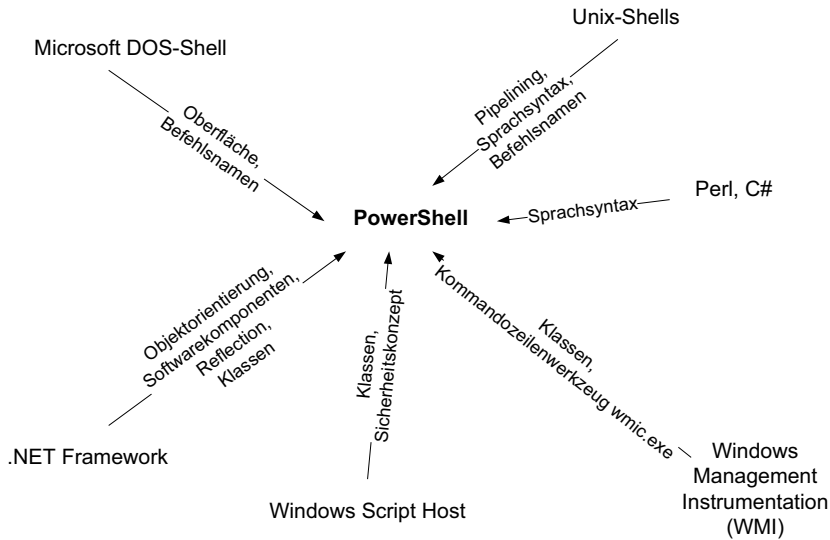 Unix-Shells
Microsoft DOS-Shell
Oberfläche,
Befehlsnamen
Pipelining,
Sprachsyntax,
Befehlsnamen
Perl, C#
Sprachsyntax
PowerShell
Objektorientierung,
Softwarekomponenten,
Reflection,
Klassen
Klassen,
Sicherheitskonzept
Klassen,
Kommandozeilenwerkzeug wmic.exe
.NET Framework
Windows Script Host
Windows
Management
Instrumentation
(WMI)